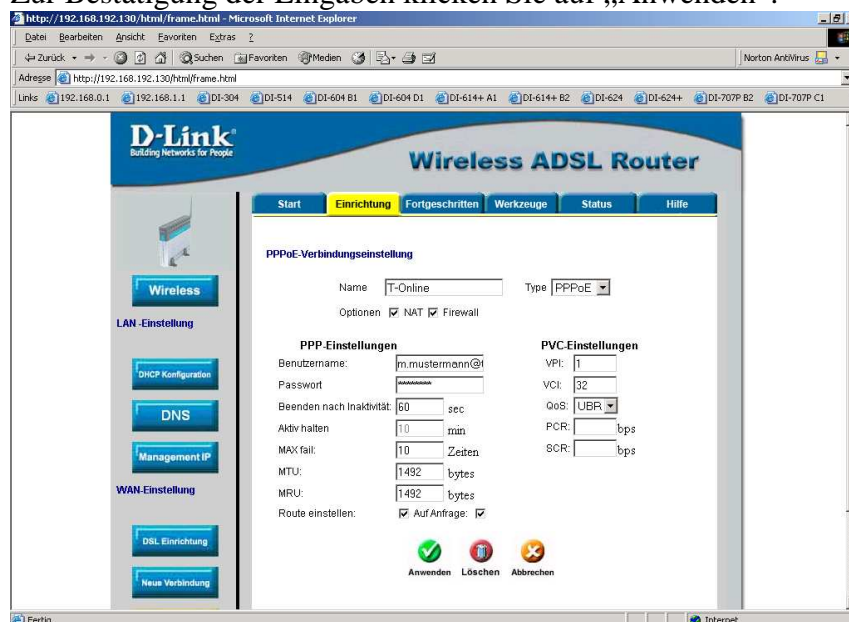 Zur Bestätigung der Eingaben klicken Sie auf „Anwenden“.
http://192.168.192.130/html/frame.html - Microsoft Internet Explorer
Datei Bearbeiten Ansicht Favoriten Extras ?
Zurück Suchen Favoriten Medien Norton AntiVirus
Adresse http://192.168.192.130/html/frame.html
Links 192.168.0.1 192.168.1.1 DI-304 DI-514 DI-604 B1 DI-604 D1 DI-614+ A1 DI-614+ B2 DI-624 DI-624+ DI-707P B2 DI-707P C1
D-Link
Building Networks for People
Wireless ADSL Router
Start Einrichtung Fortgeschritten Werkzeuge Status Hilfe
PPPoE-Verbindungseinstellung
Name T-Online Type PPPoE
Optionen NAT Firewall
Wireless
LAN -Einstellung
DHCP Konfiguration
DNS
Management IP
WAN-Einstellung
DSL Einrichtung
Neue Verbindung
PPP-Einstellungen PVC-Einstellungen
Benutzername: m.mustermann@t VPI: 1
Passwort ********* VCI: 32
Beenden nach Inaktivität: 60 sec QoS: UBR
Aktiv halten 10 min PCR: bps
MAX fail: 10 Zeiten SCR: bps
MTU: 1492 bytes
MRU: 1492 bytes
Route einstellen: Auf Anfrage:
Anwenden Löschen Abbrechen
Fertig Internet